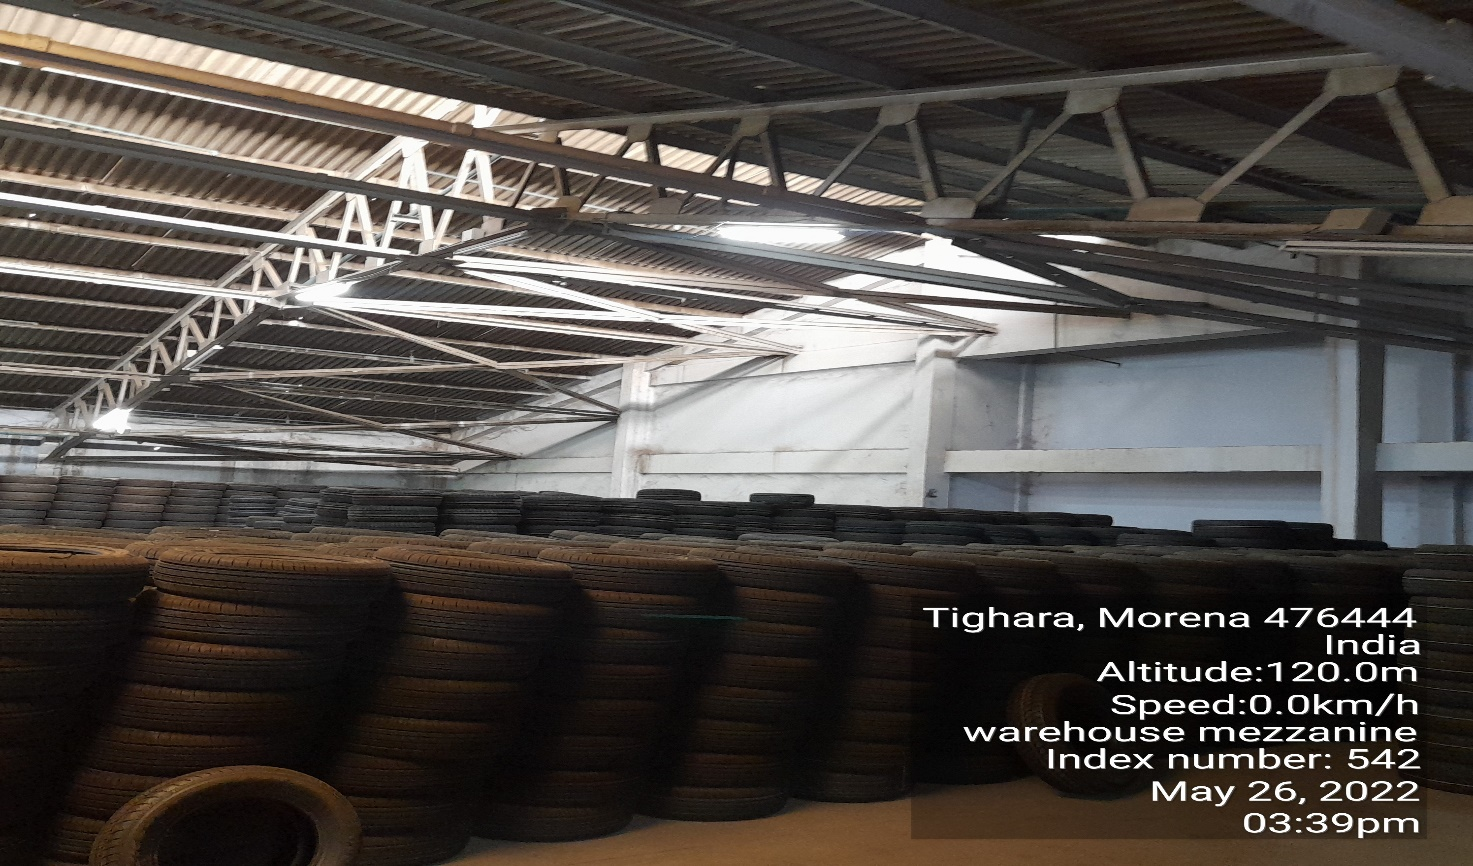 Tighara, Morena 476444
India
Altitude:120.0m
Speed:0.0km/h
warehouse mezzanine
Index number: 542
May 26, 2022
03:39pm